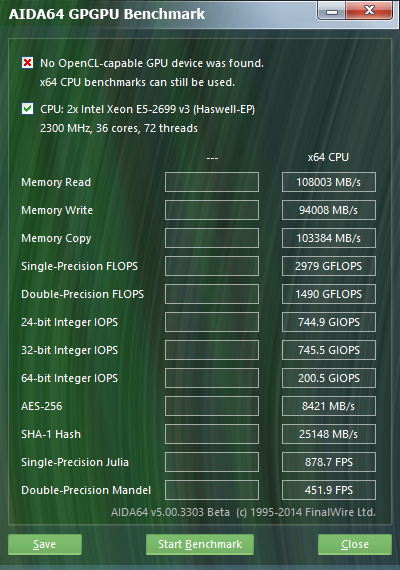 AIDA64 GPGPU Benchmark
No OpenCL-capable GPU device was found.
x64 CPU benchmarks can still be used.
CPU: 2x Intel Xeon E5-2699 v3 (Haswell-EP)
2300 MHz, 36 cores, 72 threads
--- x64 CPU
Memory Read 108003 MB/s
Memory Write 94008 MB/s
Memory Copy 103384 MB/s
Single-Precision FLOPS 2979 GFLOPS
Double-Precision FLOPS 1490 GFLOPS
24-bit Integer IOPS 744.9 GIOPS
32-bit Integer IOPS 745.5 GIOPS
64-bit Integer IOPS 200.5 GIOPS
AES-256 8421 MB/s
SHA-1 Hash 25148 MB/s
Single-Precision Julia 878.7 FPS
Double-Precision Mandel 451.9 FPS
AIDA64 v5.00.3303 Beta (c) 1995-2014 FinalWire Ltd.
Save Start Benchmark Close